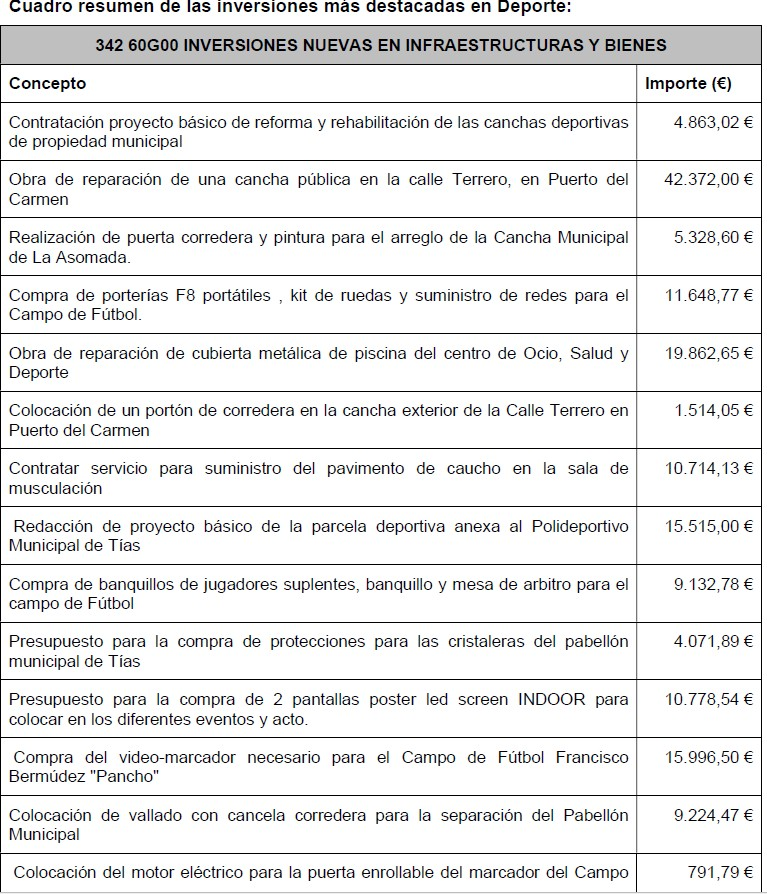 Cuadro resumen de las inversiones más destacadas en Deporte:
342 60G00 INVERSIONES NUEVAS EN INFRAESTRUCTURAS Y BIENES
Concepto Importe (€)
Contratación proyecto básico de reforma y rehabilitación de las canchas deportivas 4.863,02 €
de propiedad municipal
Obra de reparación de una cancha pública en la calle Terrero, en Puerto del 42.372,00 €
Carmen
Realización de puerta corredera y pintura para el arreglo de la Cancha Municipal 5.328,60 €
de La Asomada.
Compra de porterías F8 portátiles , kit de ruedas y suministro de redes para el 11.648,77 €
Campo de Fútbol.
Obra de reparación de cubierta metálica de piscina del centro de Ocio, Salud y 19.862,65 €
Deporte
Colocación de un portón de corredera en la cancha exterior de la Calle Terrero en 1.514,05 €
Puerto del Carmen
Contratar servicio para suministro del pavimento de caucho en la sala de 10.714,13 €
musculación
Redacción de proyecto básico de la parcela deportiva anexa al Polideportivo 15.515,00 €
Municipal de Tías
Compra de banquillos de jugadores suplentes, banquillo y mesa de arbitro para el 9.132,78 €
campo de Fútbol
Presupuesto para la compra de protecciones para las cristaleras del pabellón 4.071,89 €
municipal de Tías
Presupuesto para la compra de 2 pantallas poster led screen INDOOR para 10.778,54 €
colocar en los diferentes eventos y acto.
Compra del video-marcador necesario para el Campo de Fútbol Francisco 15.996,50 €
Bermúdez "Pancho"
Colocación de vallado con cancela corredera para la separación del Pabellón 9.224,47 €
Municipal
Colocación del motor eléctrico para la puerta enrollable del marcador del Campo 791,79 €